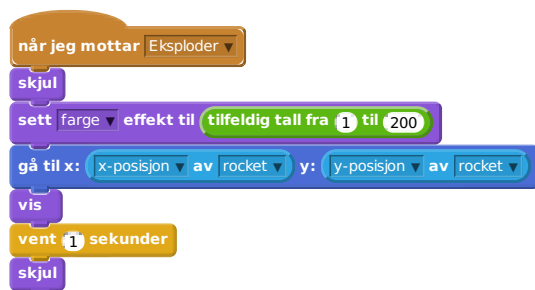 når jeg mottar Eksploder
skjul
sett farge effekt til tilfeldig tall fra 1 til 200
gå til x: x-posisjon av rocket y: y-posisjon av rocket
vis
vent 1 sekunder
skjul